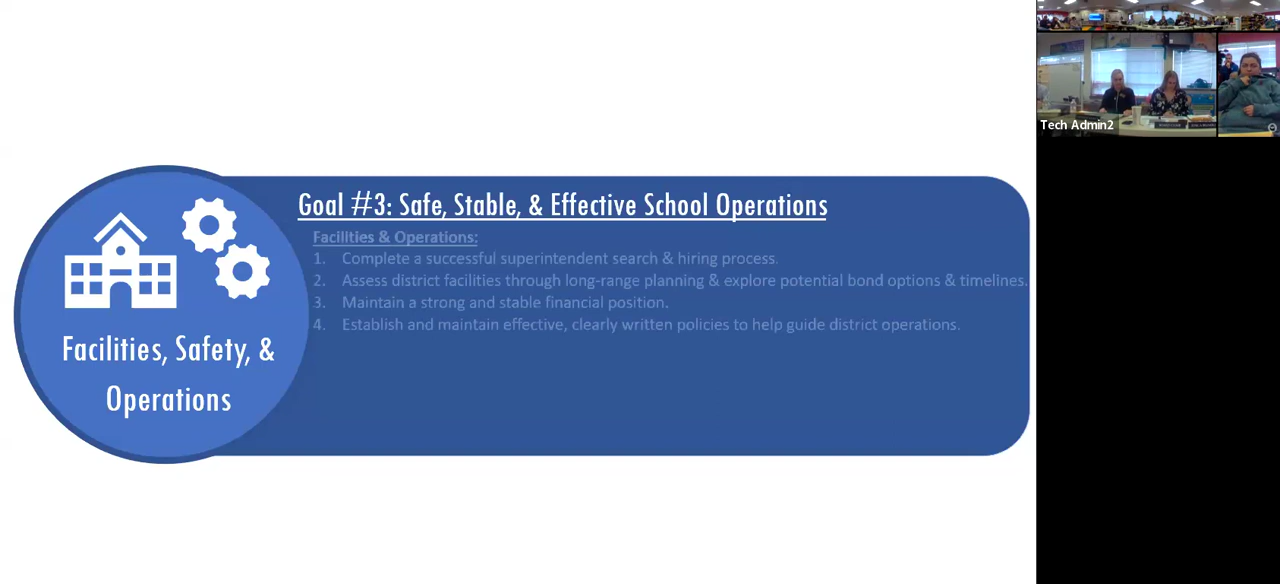 Goal #3: Safe, Stable, & Effective School Operations
Facilities & Operations:
1. Complete a successful superintendent search & hiring process.
2. Assess district facilities through long-range planning & explore potential bond options & timelines.
3. Maintain a strong and stable financial position.
4. Establish and maintain effective, clearly written policies to help guide district operations.
Facilities, Safety, &
Operations
Tech Admin2